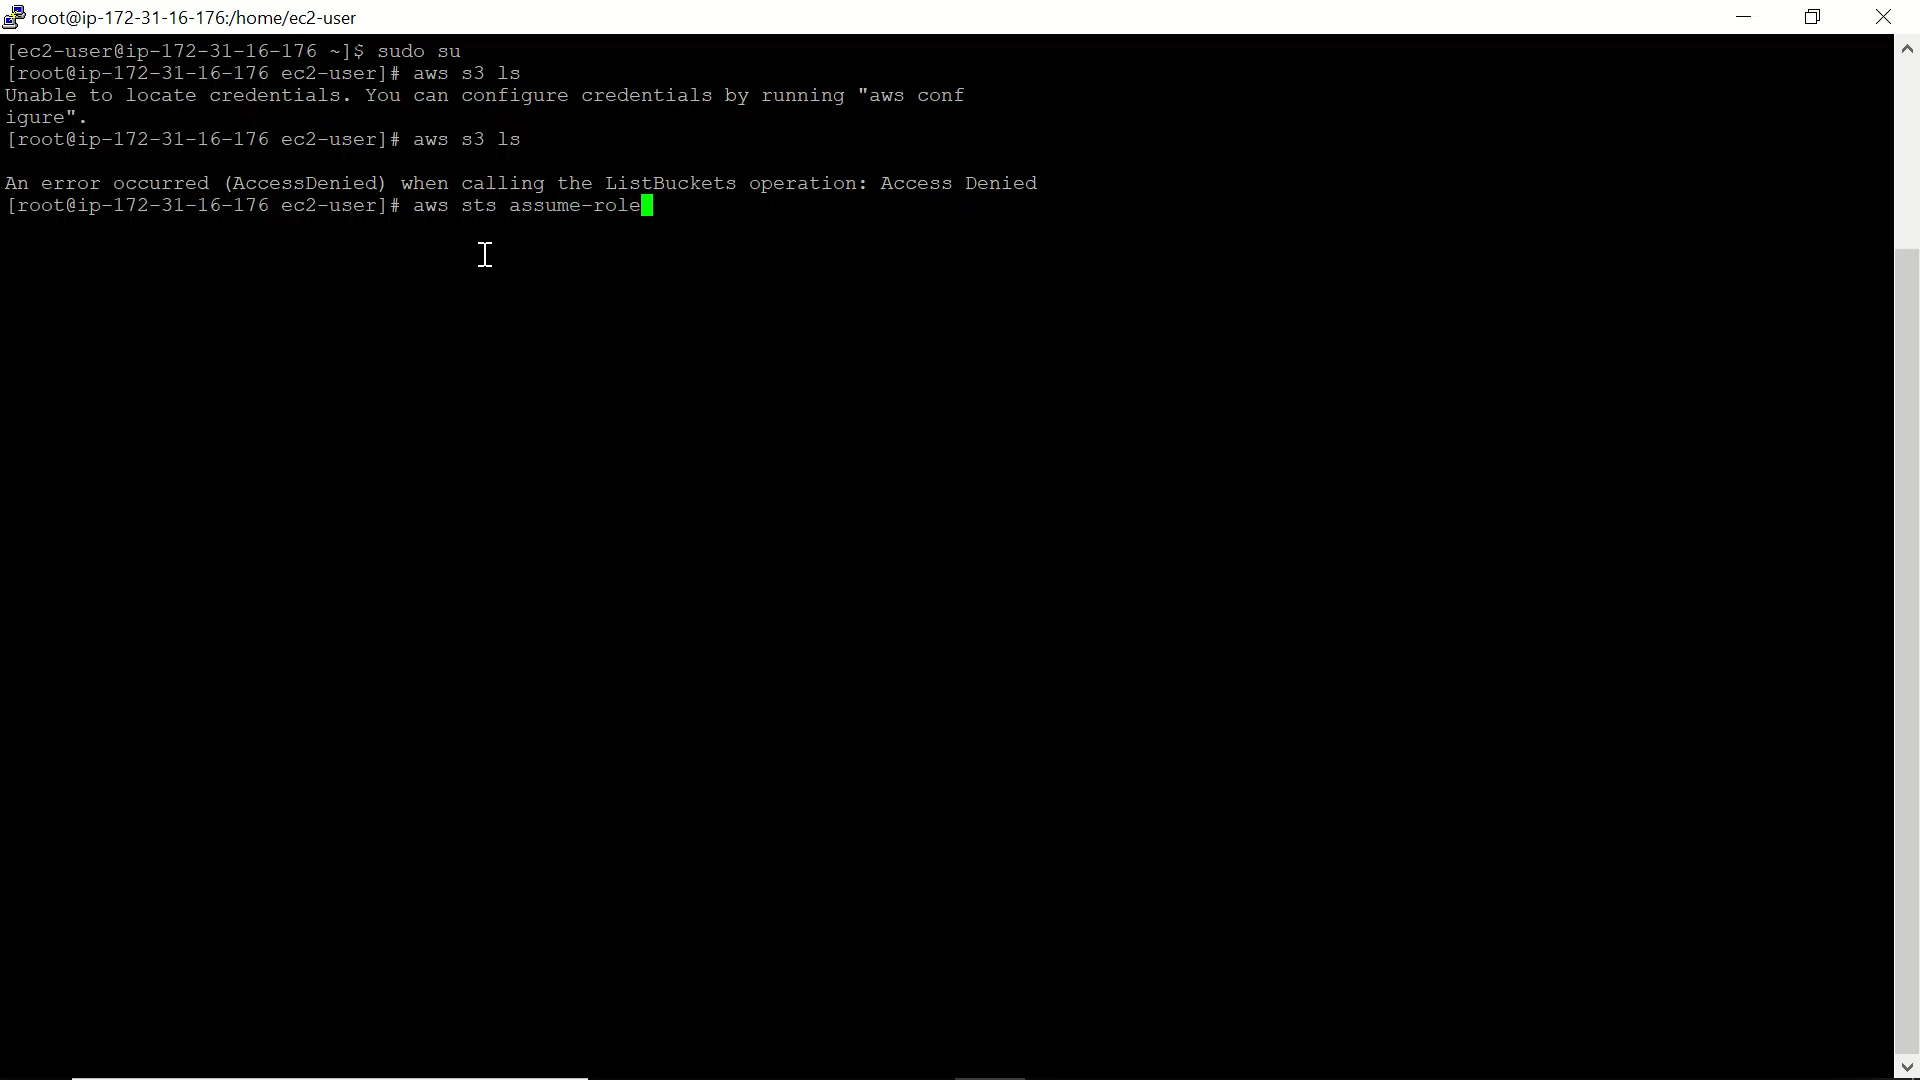 root@ip-172-31-16-176:/home/ec2-user
[ec2-user@ip-172-31-16-176 ~]$ sudo su
[root@ip-172-31-16-176 ec2-user]# aws s3 ls
Unable to locate credentials. You can configure credentials by running "aws conf
igure".
[root@ip-172-31-16-176 ec2-user]# aws s3 ls
An error occurred (AccessDenied) when calling the ListBuckets operation: Access Denied
[root@ip-172-31-16-176 ec2-user]# aws sts assume-role